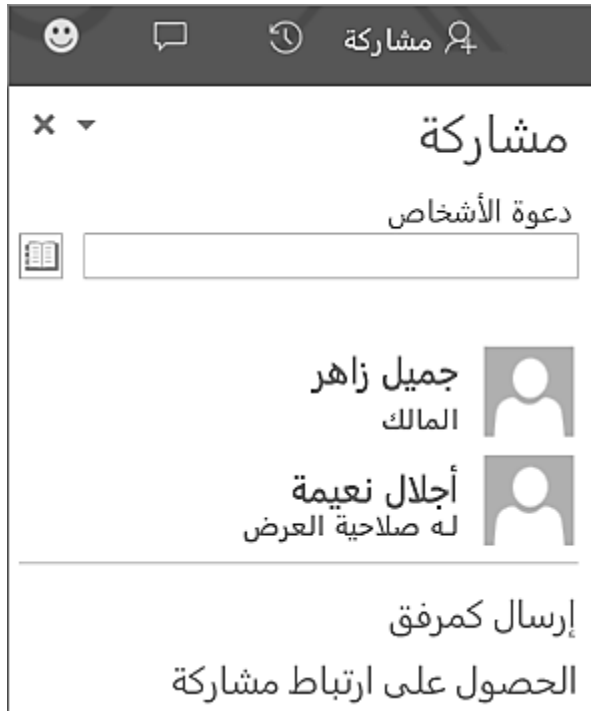 مشاركة
مشاركة
دعوة الأشخاص
جميل زاهر
المالك
أجلال نعيمة
له صلاحية العرض
إرسال كمرفق
الحصول على ارتباط مشاركة